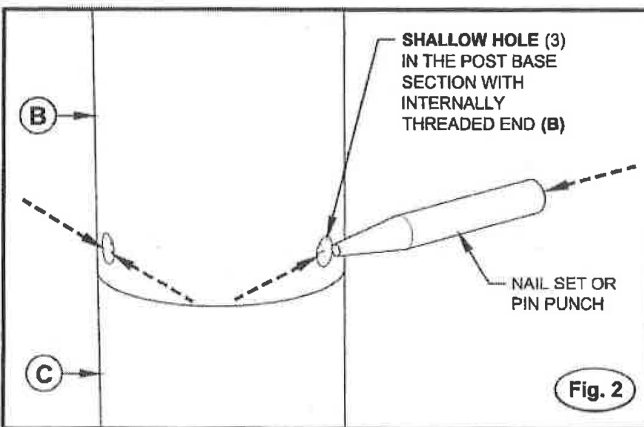 SHALLOW HOLE (3)
IN THE POST BASE
SECTION WITH
INTERNALLY
THREADED END (B)
B
NAIL SET OR
PIN PUNCH
C
Fig. 2